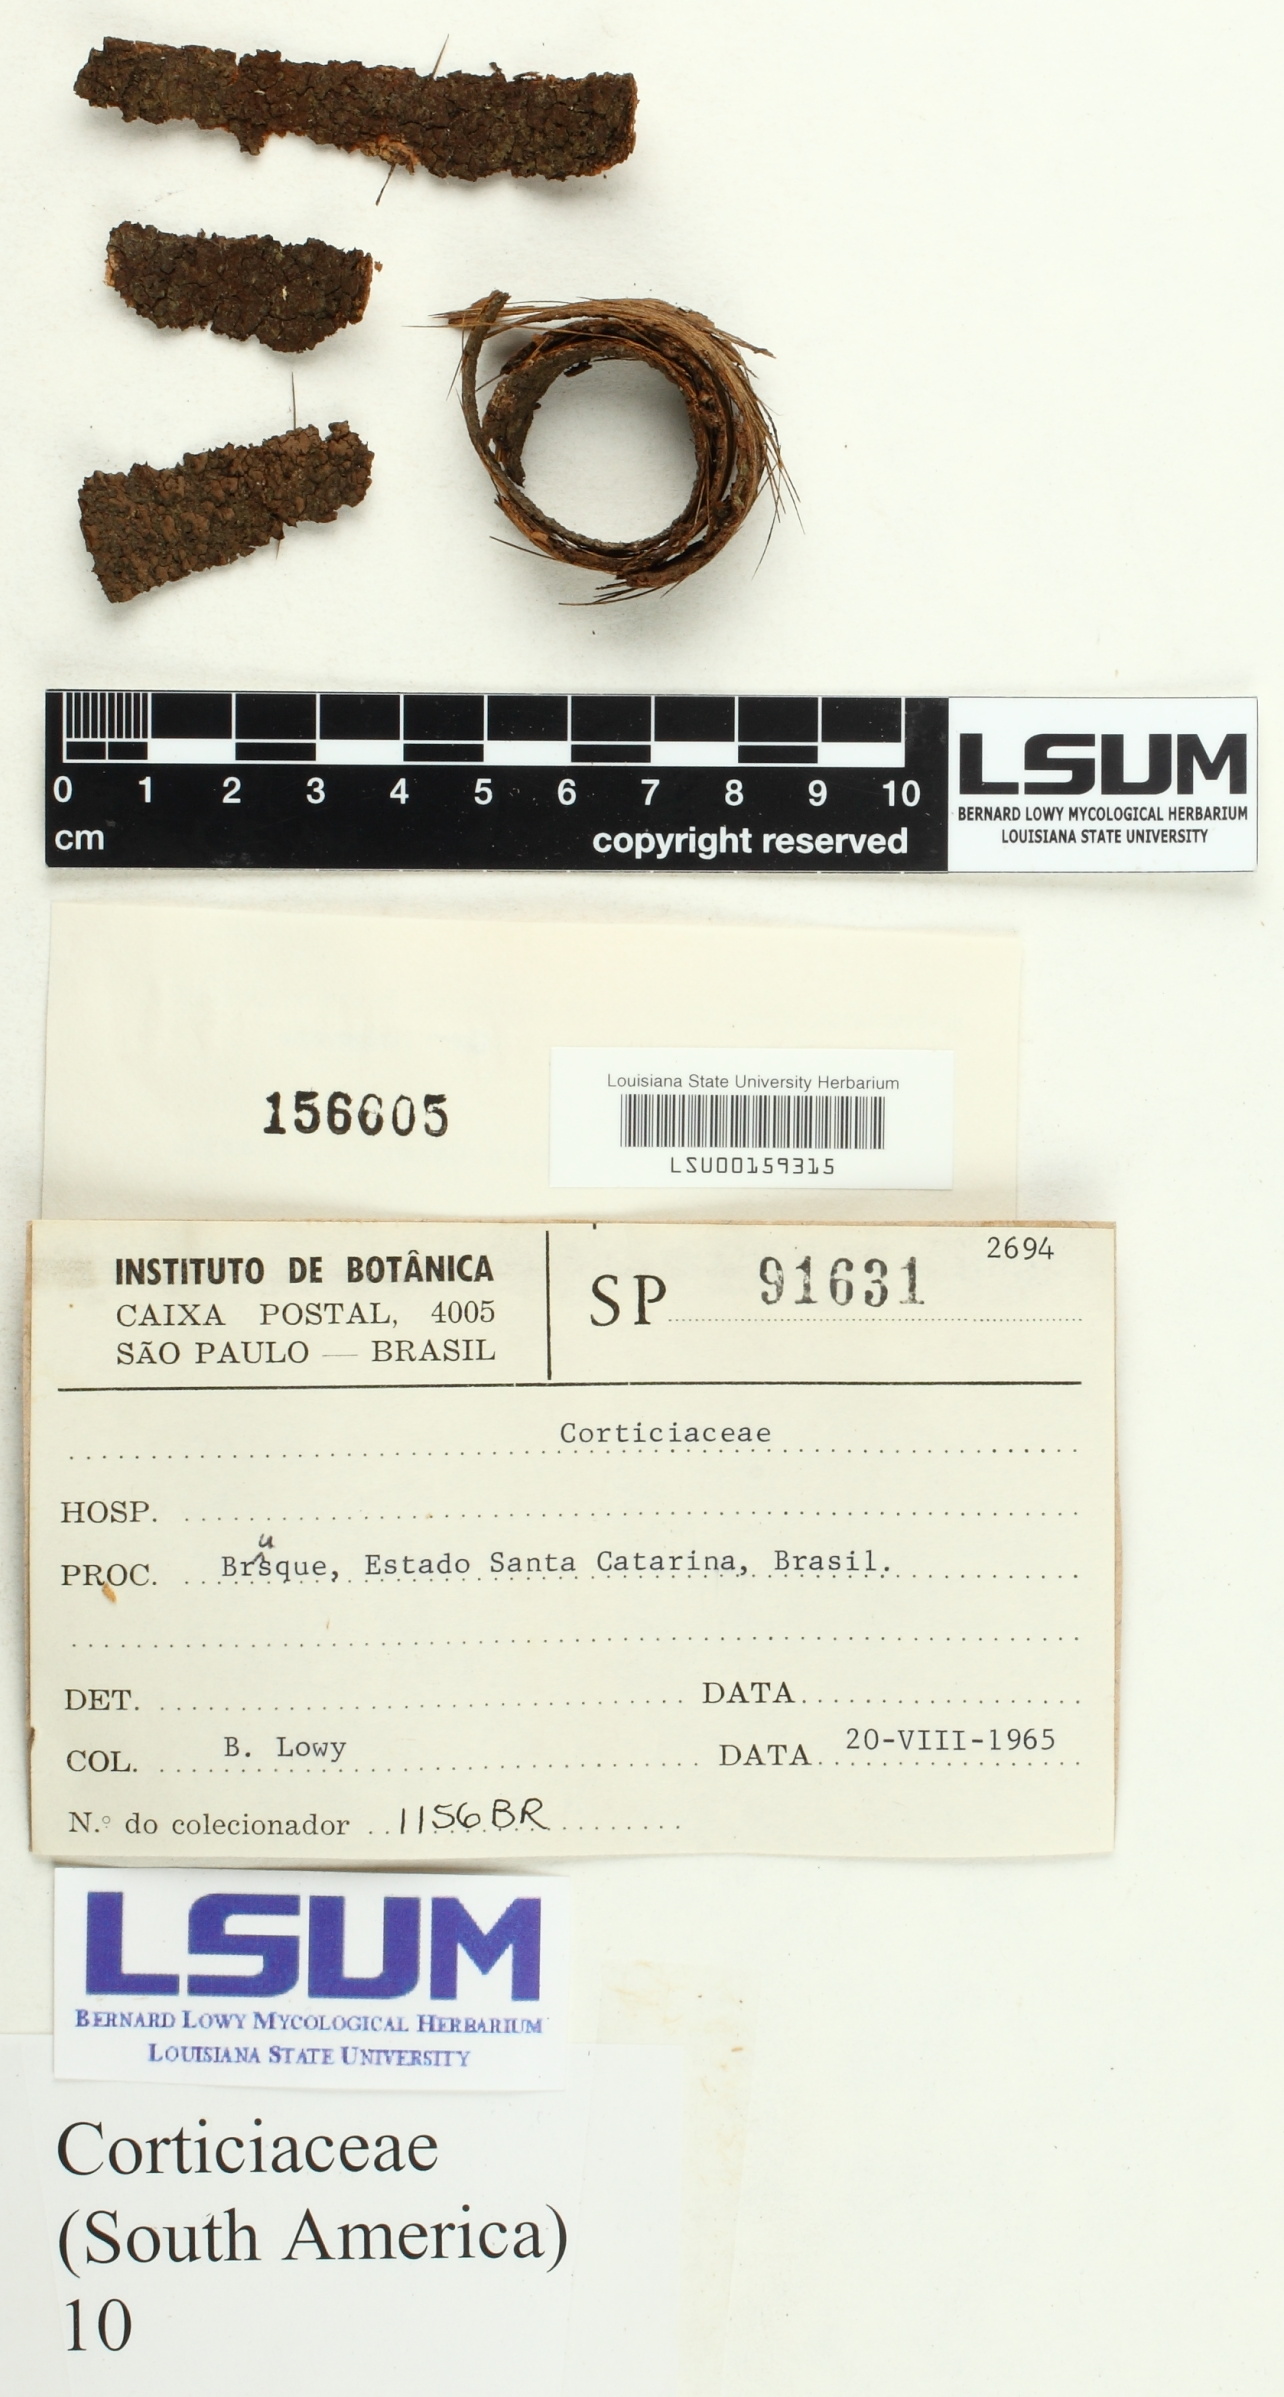 0 1 2 3 4 5 6 7 8 9 10
cm copyright reserved
LSUM
BERNARD LOWY MYCOLOGICAL HERBARIUM
LOUISIANA STATE UNIVERSITY
156605
Louisiana State University Herbarium
LSU00159315
INSTITUTO DE BOTÂNICA
CAIXA POSTAL, 4005
SÃO PAULO — BRASIL
SP 91631 2694
Corticiaceae
HOSP.
PROC. Brusque, Estado Santa Catarina, Brasil.
DET. DATA
COL. B. Lowy DATA 20-VIII-1965
N.º do colecionador 1156BR
LSUM
BERNARD LOWY MYCOLOGICAL HERBARIUM
LOUISIANA STATE UNIVERSITY
Corticiaceae
(South America)
10